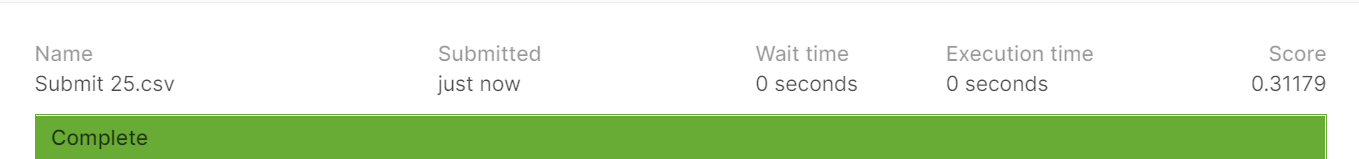 Name Submitted Wait time Execution time Score
Submit 25.csv just now 0 seconds 0 seconds 0.31179
Complete